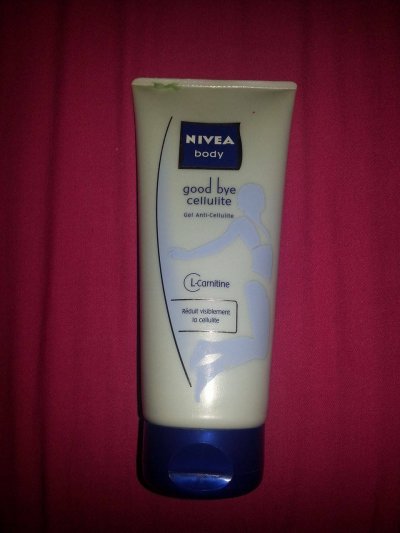 NIVEA
body
good bye
cellulite
Gel Anti-Cellulite
L-carnitine
Réduit visiblement
la cellulite